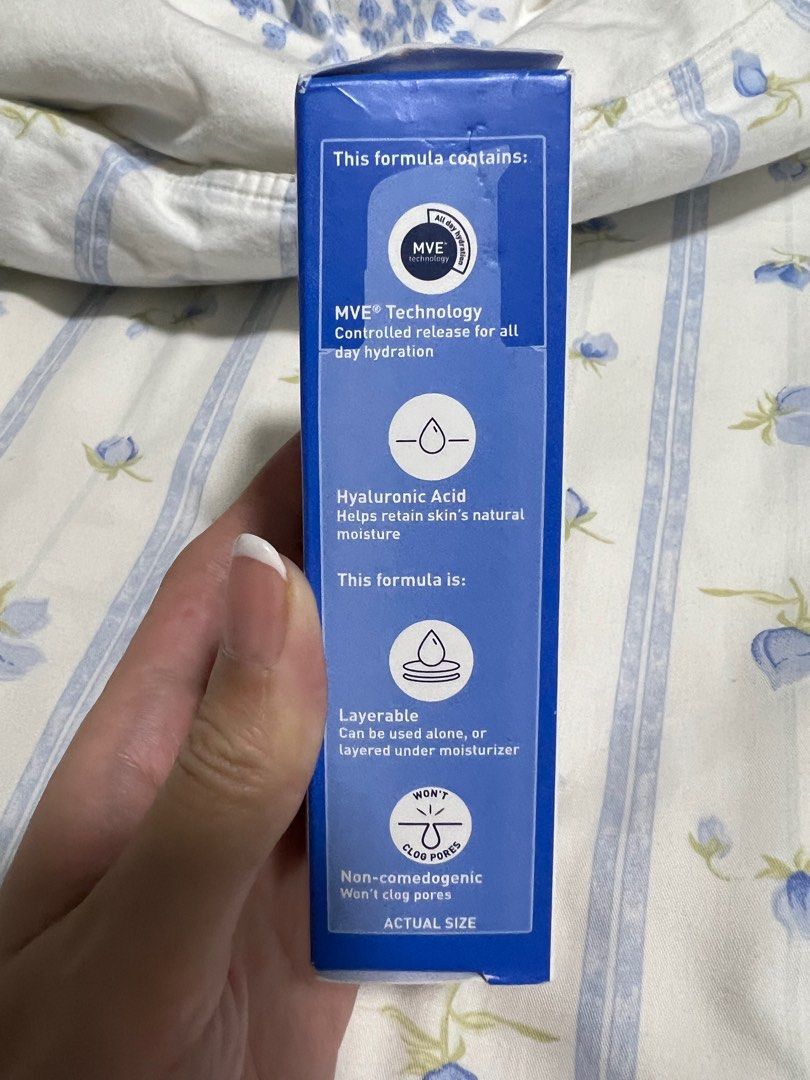 This formula contains:
All day hydration
MVE®
technology
MVE® Technology
Controlled release for all
day hydration
Hyaluronic Acid
Helps retain skin's natural
moisture
This formula is:
Layerable
Can be used alone, or
layered under moisturizer
WON'T
CLOG PORES
Non-comedogenic
Won't clog pores
ACTUAL SIZE